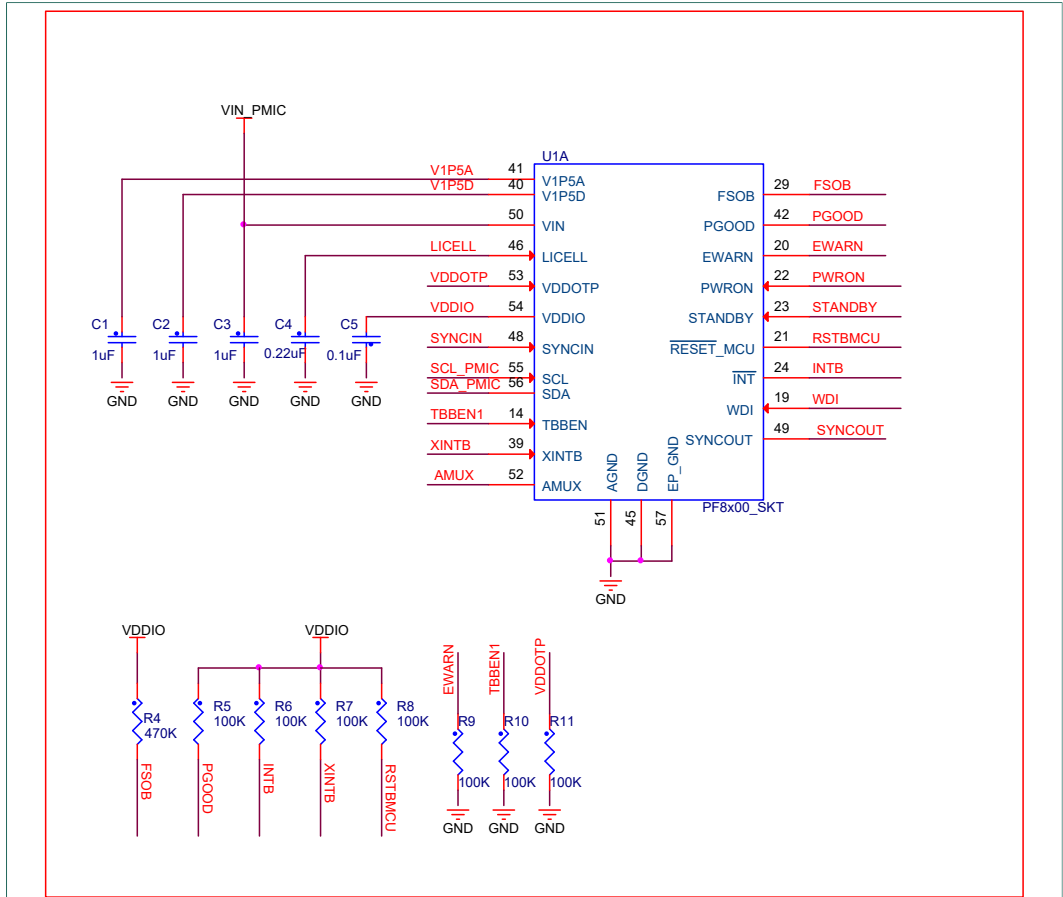 VIN_PMIC
U1A
V1P5A 41 V1P5A
V1P5D 40 V1P5D
50 VIN
LICELL 46 LICELL
VDDOTP 53 VDDOTP
VDDIO 54 VDDIO
SYNCIN 48 SYNCIN
SCL_PMIC 55 SCL
SDA_PMIC 56 SDA
TBBEN1 14 TBBEN
XINTB 39 XINTB
AMUX 52 AMUX
FSOB 29 FSOB
PGOOD 42 PGOOD
EWARN 20 EWARN
PWRON 22 PWRON
STANDBY 23 STANDBY
RESET_MCU 21 RSTBMCU
INT 24 INTB
WDI 19 WDI
SYNCOUT 49 SYNCOUT
AGND DGND EP_GND
PF8x00_SKT
51 45 57
GND
C1 C2 C3 C4 C5
1uF 1uF 1uF 0.22uF 0.1uF
GND GND GND GND GND
VDDIO VDDIO
R4 R5 R6 R7 R8
470K 100K 100K 100K 100K
FSOB PGOOD INTB XINTB RSTBMCU
EWARN TBBEN1 VDDOTP
R9 R10 R11
100K 100K 100K
GND GND GND